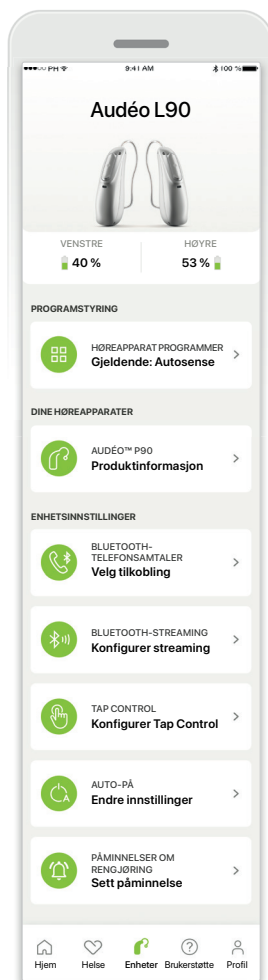 PH
9:41 AM
100 %
Audéo L90
VENSTRE
HØYRE
40 %
53 %
PROGRAMSTYRING
HØREAPPARAT PROGRAMMER
Gjeldende: Autosense
DINE HØREAPPARATER
AUDÉO™ P90
Produktinformasjon
ENHETSINNSTILLINGER
BLUETOOTH-
TELEFONSAMTALER
Velg tilkobling
BLUETOOTH-STREAMING
Konfigurer streaming
TAP CONTROL
Konfigurer Tap Control
AUTO-PÅ
Endre innstillinger
PÅMINNELSER OM
RENGJØRING
Sett påminnelse
Hjem
Helse
Enheter
Brukerstøtte
Profil